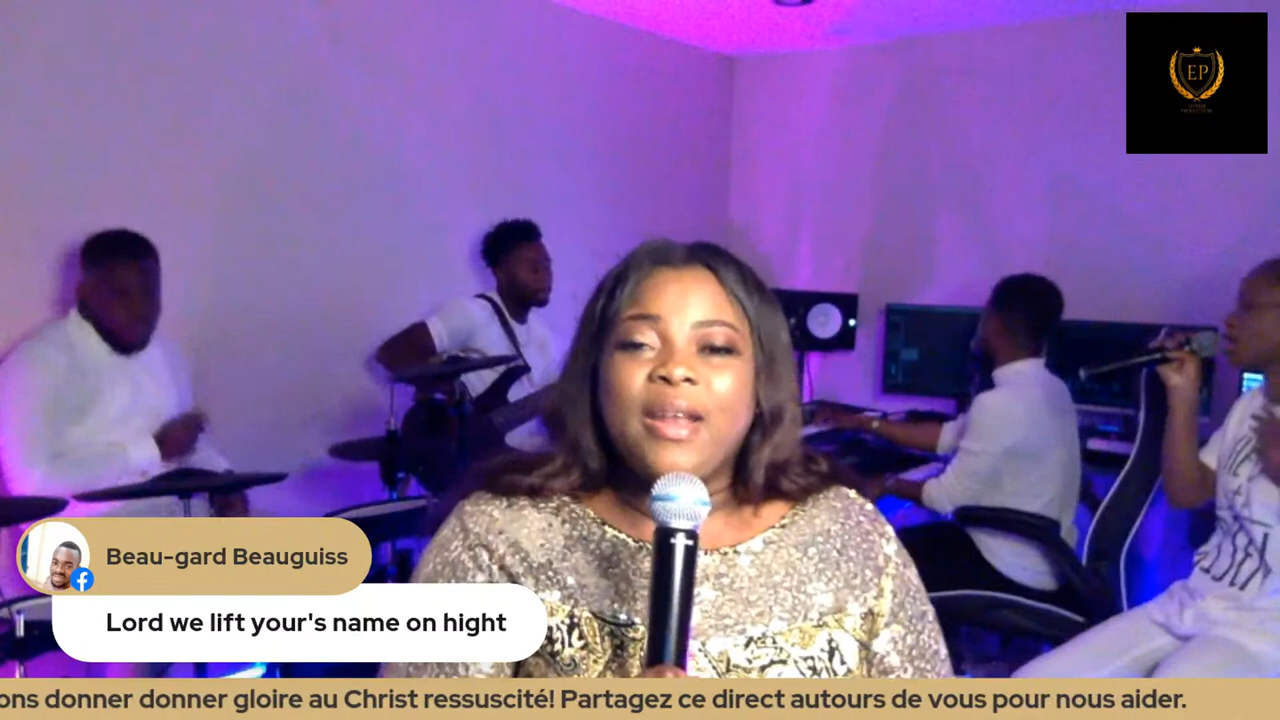 EP
Beau-gard Beauguiss
Lord we lift your's name on hight
ons donner donner gloire au Christ ressuscité! Partagez ce direct autours de vous pour nous aider.